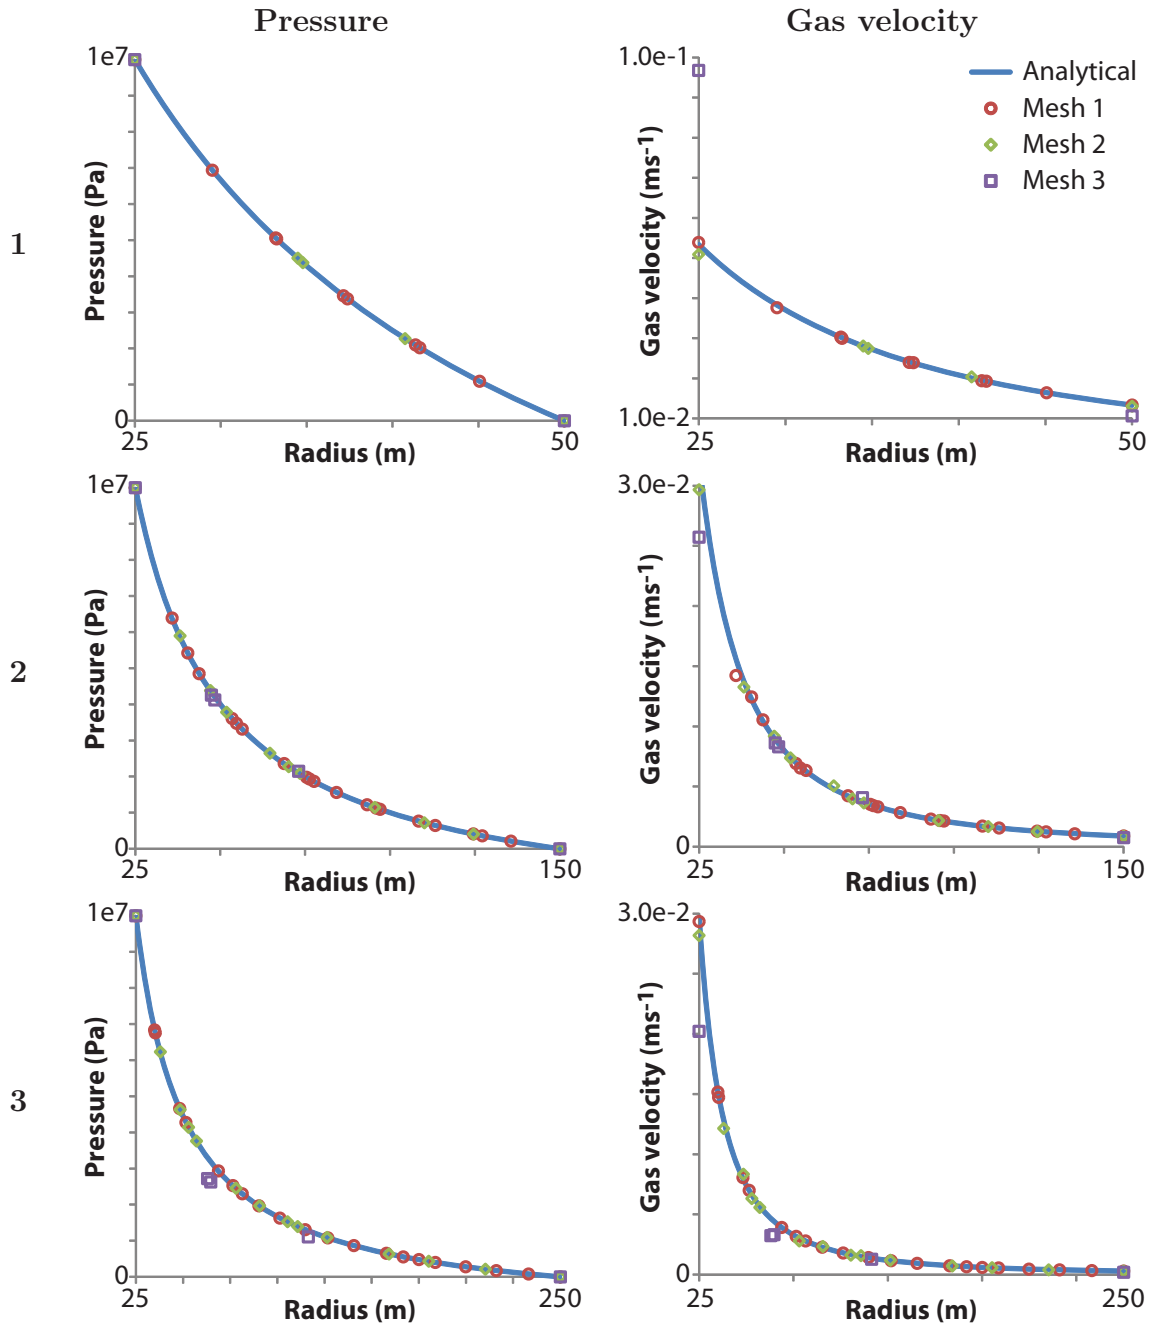 Pressure
Gas velocity
1
1e7
0
Pressure (Pa)
25
50
Radius (m)
1.0e-1
1.0e-2
Gas velocity (ms-1)
25
50
Radius (m)
Analytical
Mesh 1
Mesh 2
Mesh 3
2
1e7
0
Pressure (Pa)
25
150
Radius (m)
3.0e-2
0
Gas velocity (ms-1)
25
150
Radius (m)
3
1e7
0
Pressure (Pa)
25
250
Radius (m)
3.0e-2
0
Gas velocity (ms-1)
25
250
Radius (m)